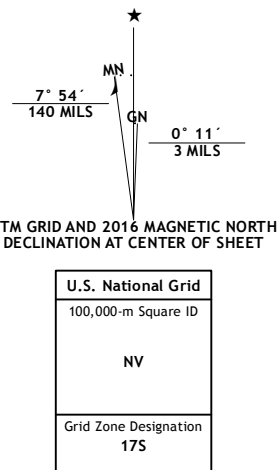 ★
MN
GN
7° 54´
140 MILS
0° 11´
3 MILS
TM GRID AND 2016 MAGNETIC NORTH
DECLINATION AT CENTER OF SHEET
U.S. National Grid
100,000-m Square ID
NV
Grid Zone Designation
17S